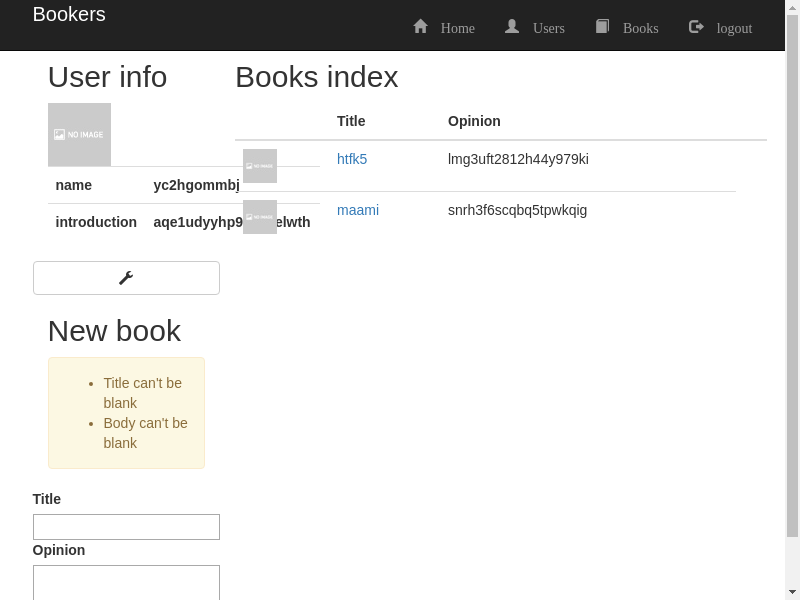 Bookers
Home Users Books logout
User info
NO IMAGE
name yc2hgommbj
introduction aqe1udyyhp9 elwth
New book
Title can't be
blank
Body can't be
blank
Title
Opinion
Books index
Title Opinion
NO IMAGE htfk5 lmg3uft2812h44y979ki
NO IMAGE maami snrh3f6scqbq5tpwkqig